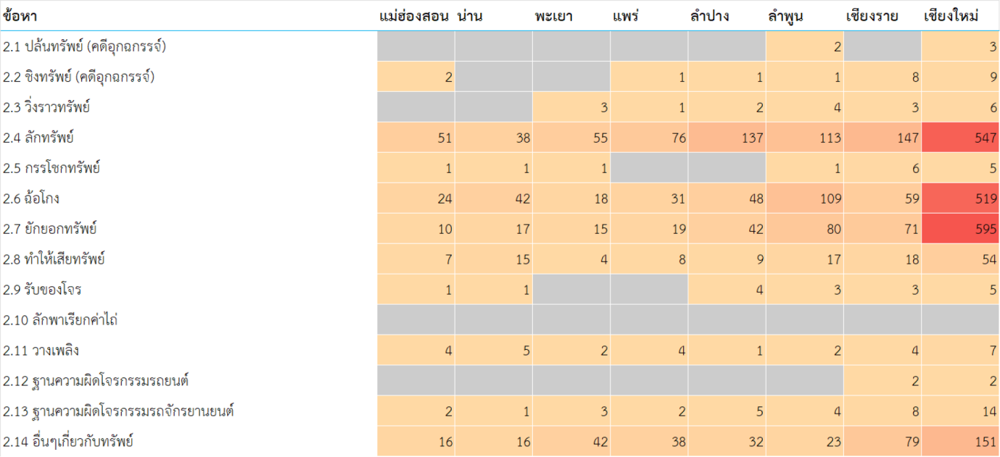 ข้อหา แม่ฮ่องสอน น่าน พะเยา แพร่ ลำปาง ลำพูน เชียงราย เชียงใหม่
2.1 ปล้นทรัพย์ (คดีอุกฉกรรจ์) 2 3
2.2 ชิงทรัพย์ (คดีอุกฉกรรจ์) 2 1 1 1 8 9
2.3 วิ่งราวทรัพย์ 3 1 2 4 3 6
2.4 ลักทรัพย์ 51 38 55 76 137 113 147 547
2.5 กรรโชกทรัพย์ 1 1 1 1 6 5
2.6 ฉ้อโกง 24 42 18 31 48 109 59 519
2.7 ยักยอกทรัพย์ 10 17 15 19 42 80 71 595
2.8 ทำให้เสียทรัพย์ 7 15 4 8 9 17 18 54
2.9 รับของโจร 1 1 4 3 3 5
2.10 ลักพาเรียกค่าไถ่
2.11 วางเพลิง 4 5 2 4 1 2 4 7
2.12 ฐานความผิดโจรกรรมรถยนต์ 2 2
2.13 ฐานความผิดโจรกรรมรถจักรยานยนต์ 2 1 3 2 5 4 8 14
2.14 อื่นๆเกี่ยวกับทรัพย์ 16 16 42 38 32 23 79 151